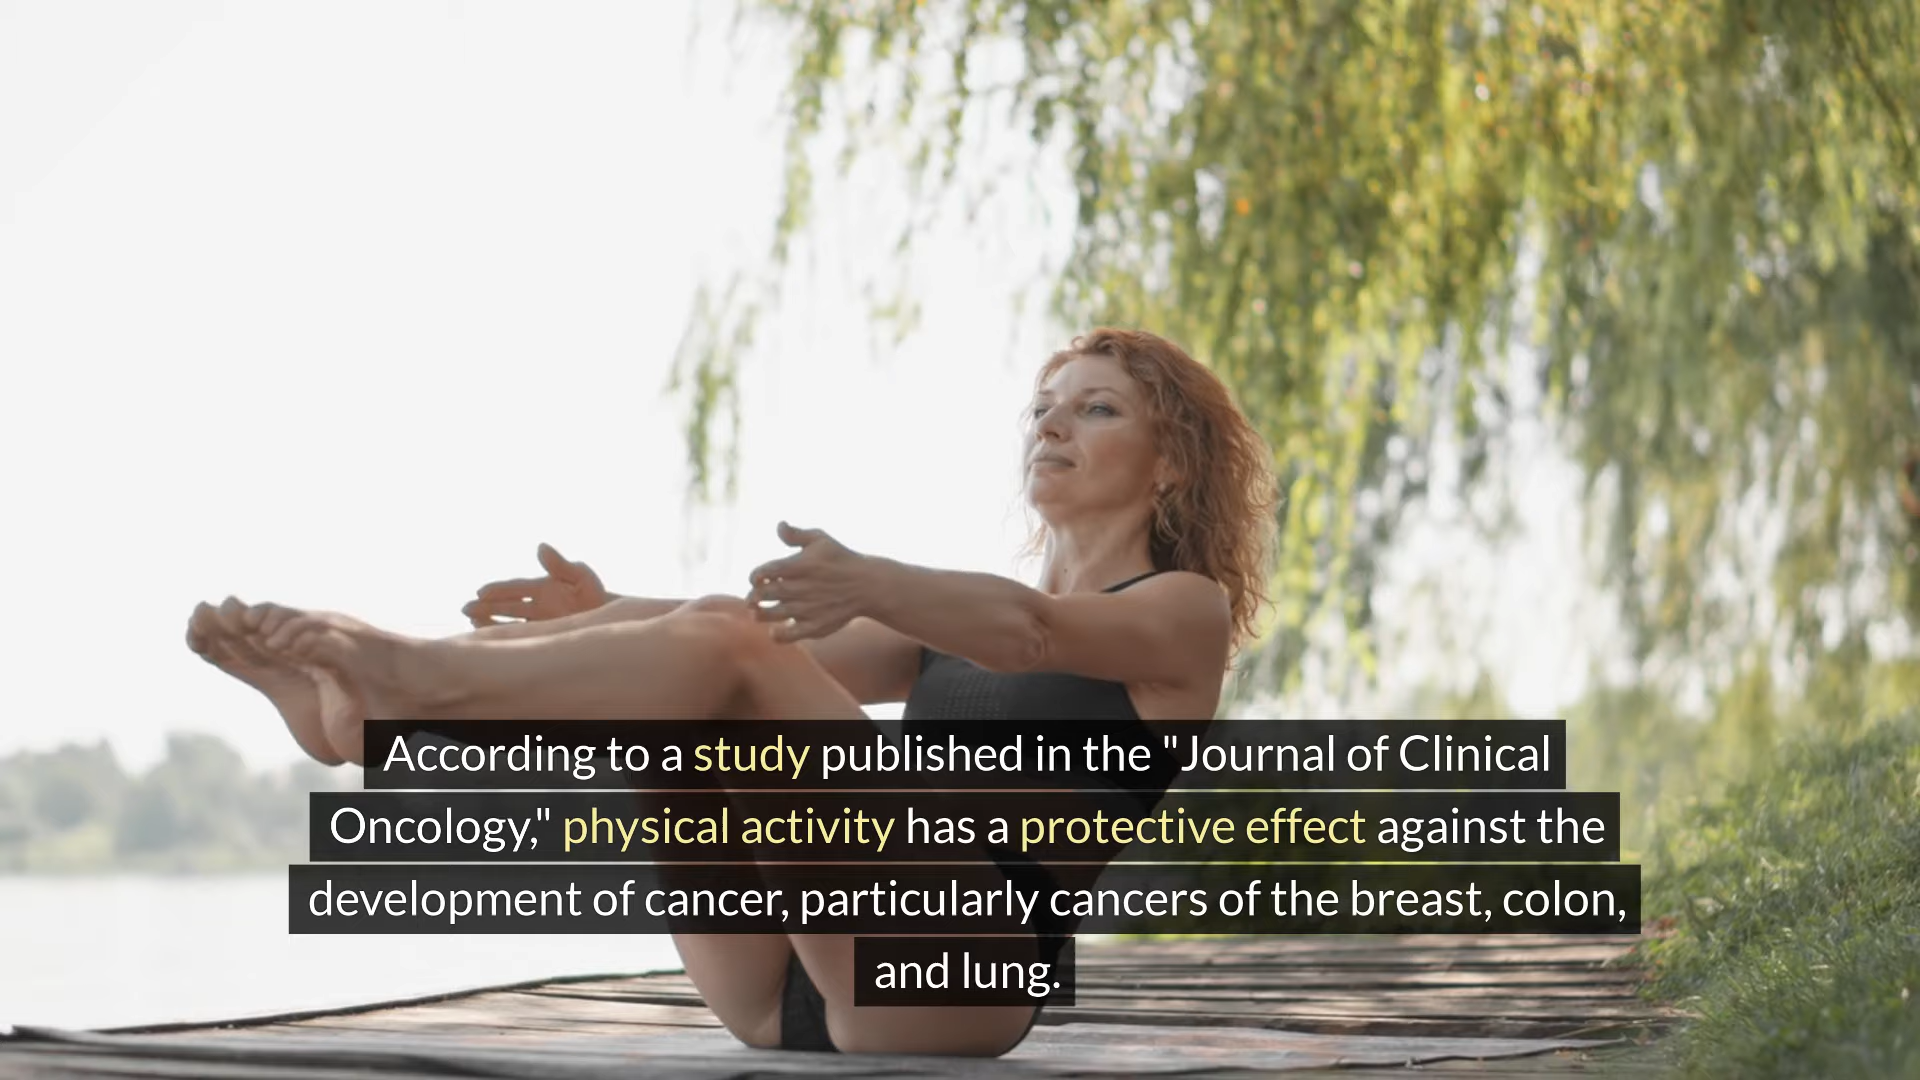 According to a study published in the "Journal of Clinical
Oncology," physical activity has a protective effect against the
development of cancer, particularly cancers of the breast, colon,
and lung.